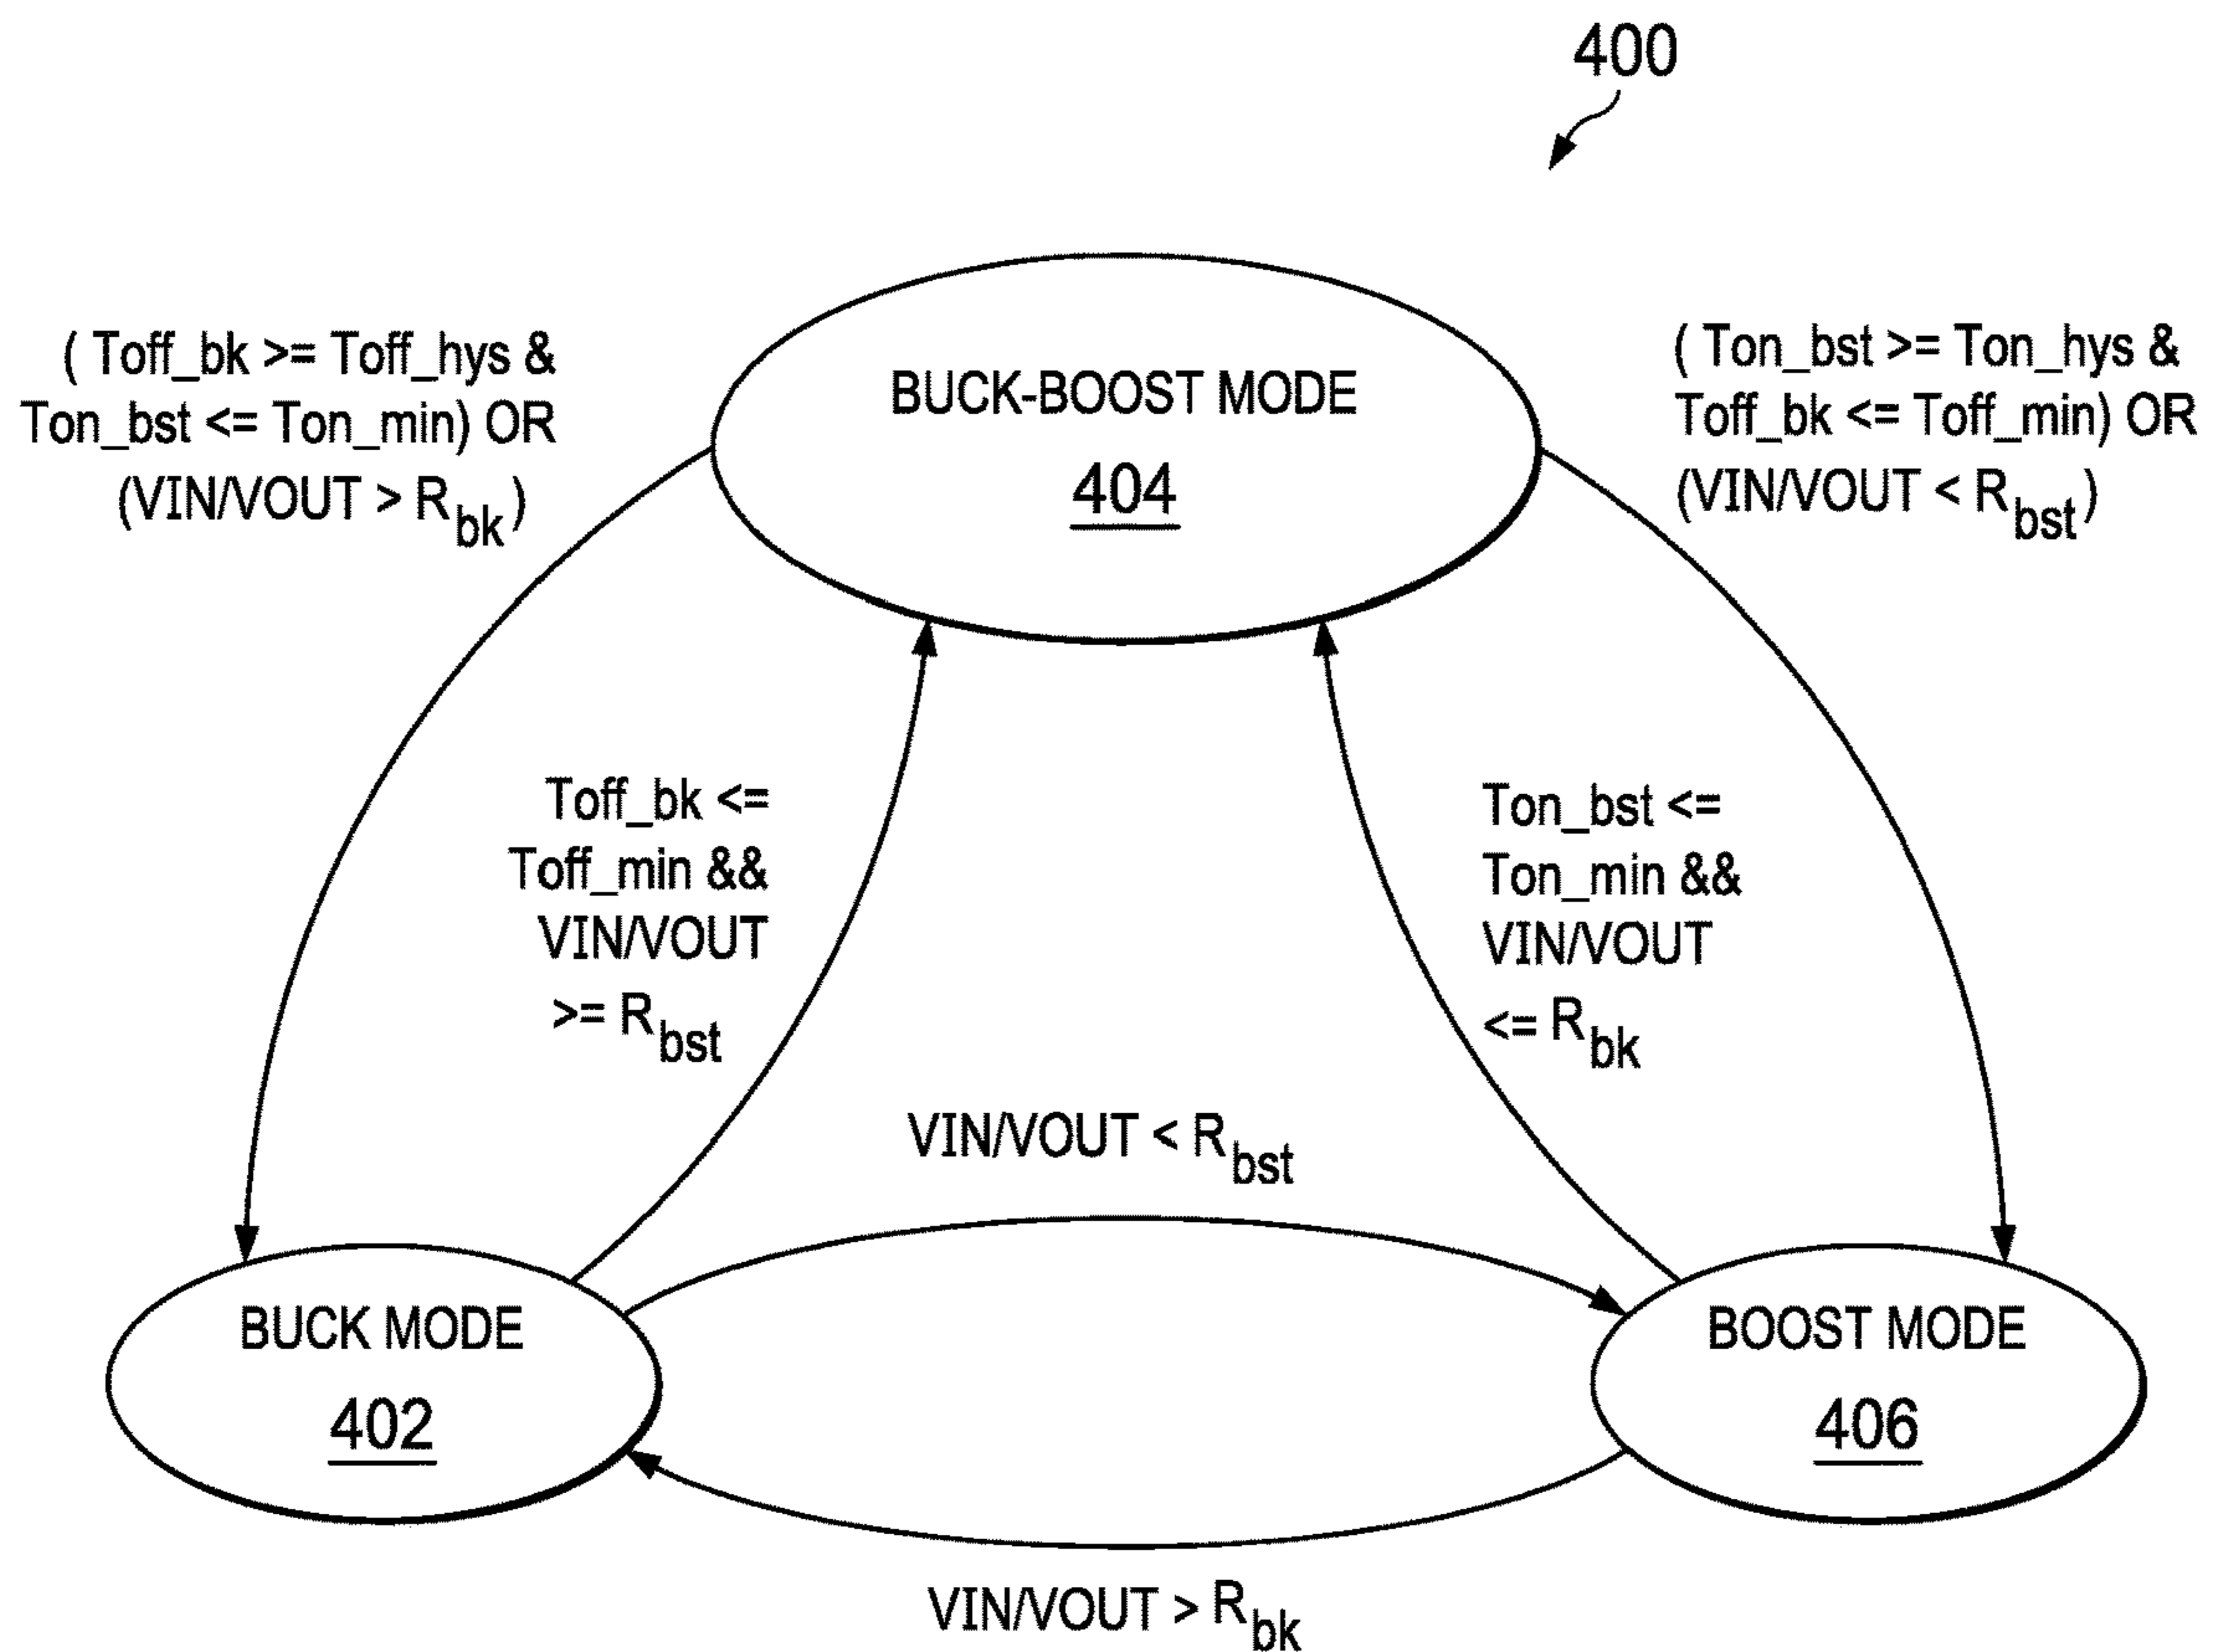 400
( Toff_bk >= Toff_hys &
Ton_bst <= Ton_min) OR
(VIN/VOUT > Rbk)
BUCK-BOOST MODE
404
( Ton_bst >= Ton_hys &
Toff_bk <= Toff_min) OR
(VIN/VOUT < Rbst)
Toff_bk <=
Toff_min &&
VIN/VOUT
>= Rbst
Ton_bst <=
Ton_min &&
VIN/VOUT
<= Rbk
VIN/VOUT < Rbst
BUCK MODE
402
BOOST MODE
406
VIN/VOUT > Rbk